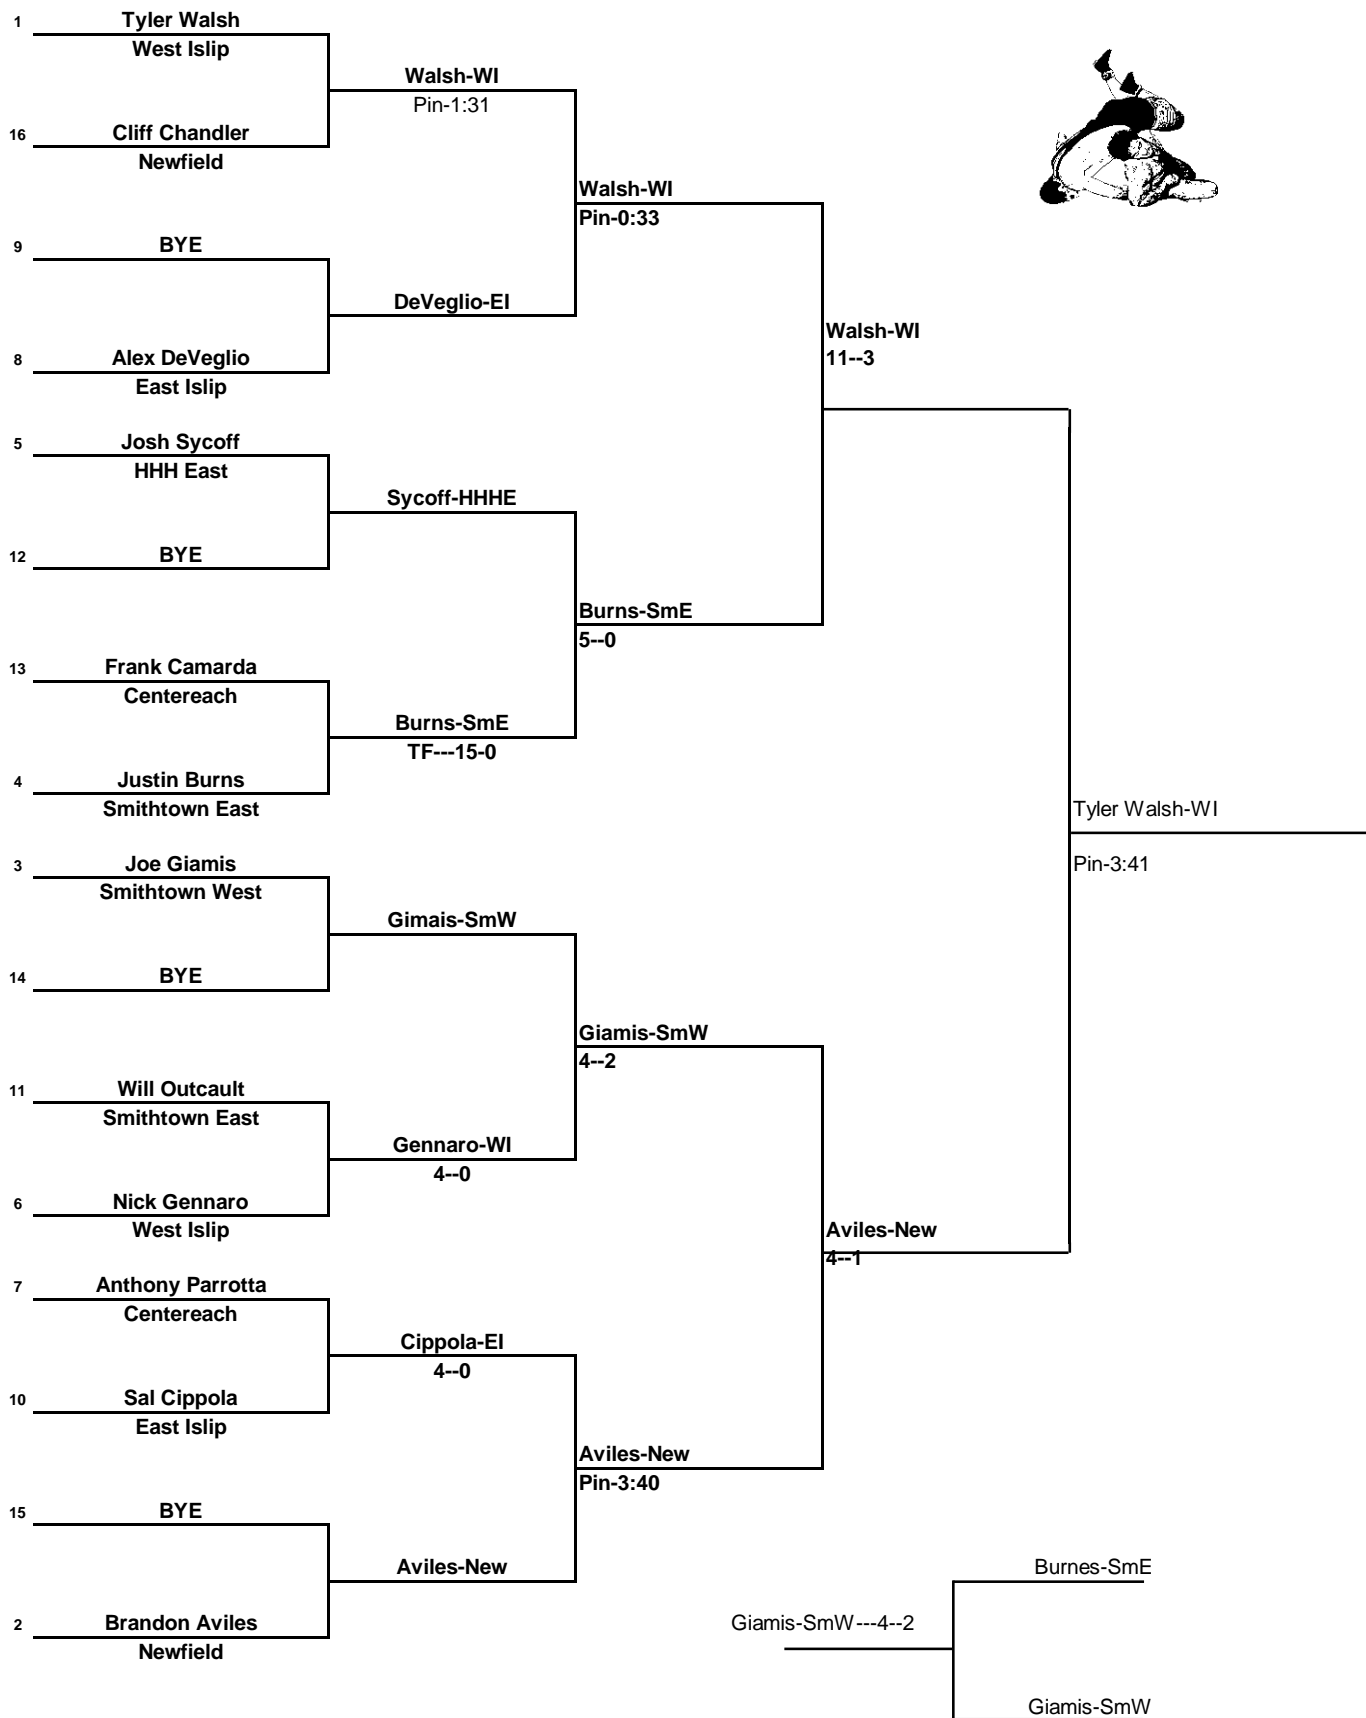 1
Tyler Walsh
West Islip
Walsh-WI
Pin-1:31
16
Cliff Chandler
Newfield
Walsh-WI
Pin-0:33
9
BYE
DeVeglio-EI
8
Alex DeVeglio
East Islip
Walsh-WI
11--3
5
Josh Sycoff
HHH East
Sycoff-HHHE
12
BYE
Burns-SmE
5--0
13
Frank Camarda
Centereach
Burns-SmE
TF---15-0
4
Justin Burns
Smithtown East
Tyler Walsh-WI
Pin-3:41
3
Joe Giamis
Smithtown West
Gimais-SmW
14
BYE
Giamis-SmW
4--2
11
Will Outcault
Smithtown East
Gennaro-WI
4--0
6
Nick Gennaro
West Islip
Aviles-New
4--1
7
Anthony Parrotta
Centereach
Cippola-EI
4--0
10
Sal Cippola
East Islip
Aviles-New
Pin-3:40
15
BYE
Aviles-New
2
Brandon Aviles
Newfield
Burnes-SmE
Giamis-SmW---4--2
Giamis-SmW